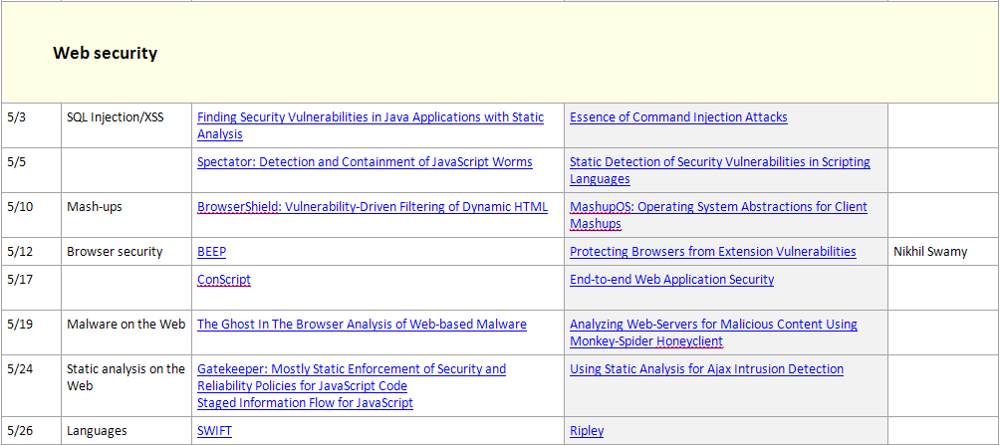 Web security
5/3 SQL Injection/XSS Finding Security Vulnerabilities in Java Applications with Static Essence of Command Injection Attacks
Analysis
5/5 Spectator: Detection and Containment of JavaScript Worms Static Detection of Security Vulnerabilities in Scripting
Languages
5/10 Mash-ups BrowserShield: Vulnerability-Driven Filtering of Dynamic HTML MashupOS: Operating System Abstractions for Client
Mashups
5/12 Browser security BEEP Protecting Browsers from Extension Vulnerabilities Nikhil Swamy
5/17 ConScript End-to-end Web Application Security
5/19 Malware on the Web The Ghost In The Browser Analysis of Web-based Malware Analyzing Web-Servers for Malicious Content Using
Monkey-Spider Honeyclient
5/24 Static analysis on the Gatekeeper: Mostly Static Enforcement of Security and Using Static Analysis for Ajax Intrusion Detection
Web Reliability Policies for JavaScript Code
Staged Information Flow for JavaScript
5/26 Languages SWIFT Ripley